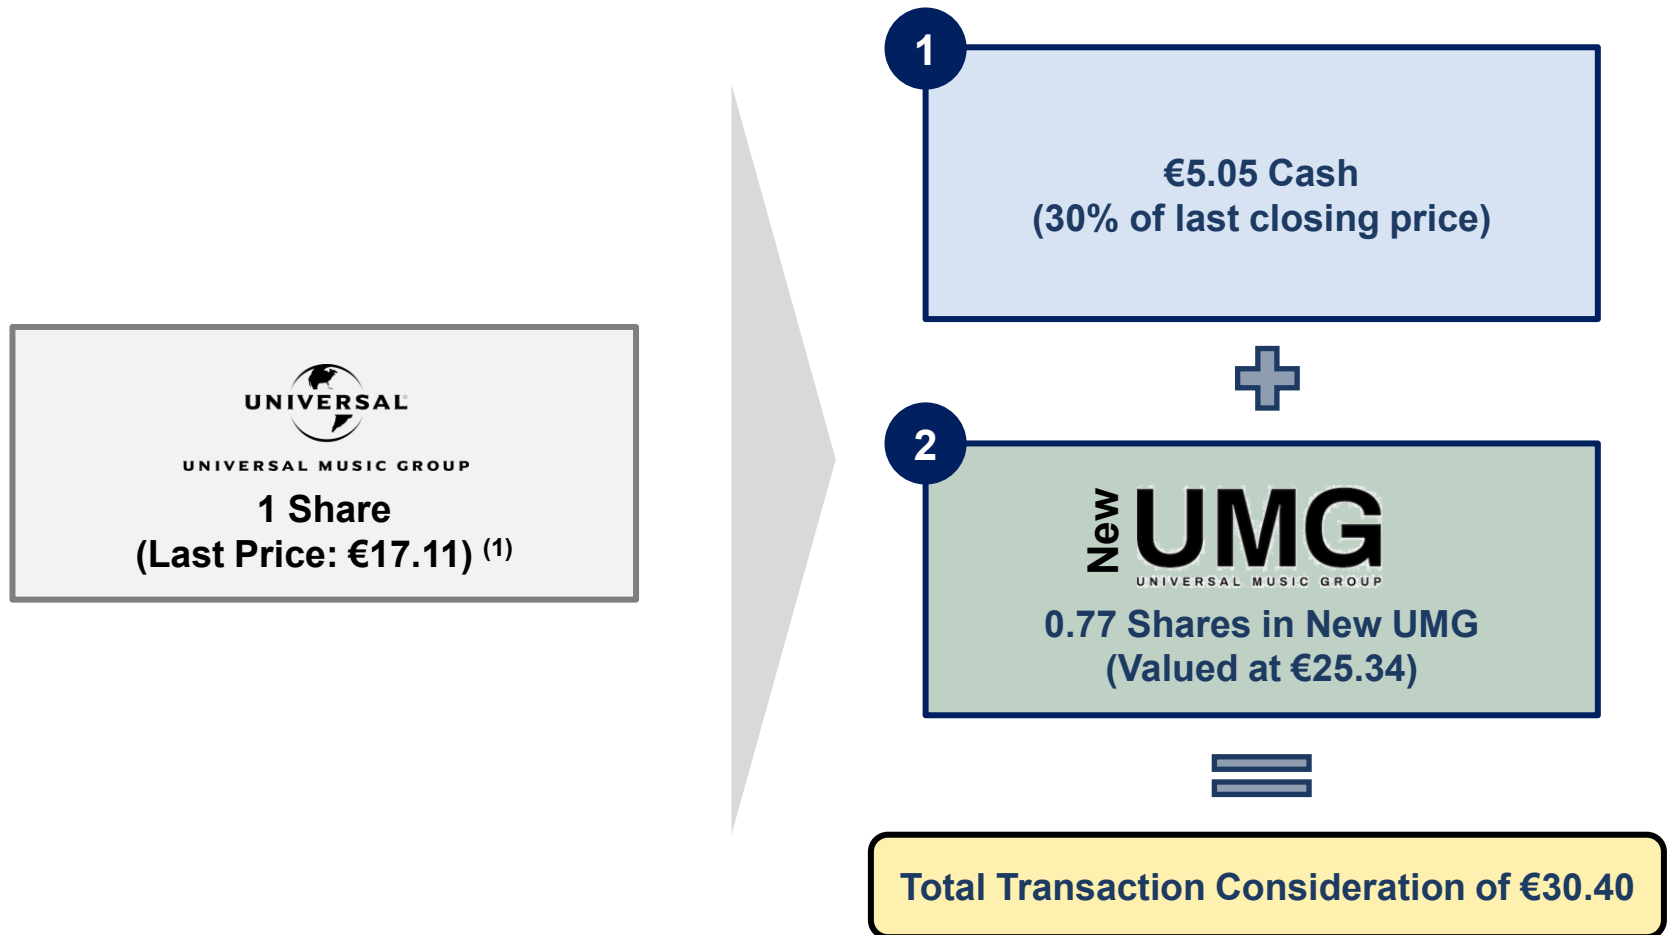 UNIVERSAL
UNIVERSAL MUSIC GROUP
1 Share
(Last Price: €17.11) (1)
1
€5.05 Cash
(30% of last closing price)
2
New
UMG
UNIVERSAL MUSIC GROUP
0.77 Shares in New UMG
(Valued at €25.34)
Total Transaction Consideration of €30.40